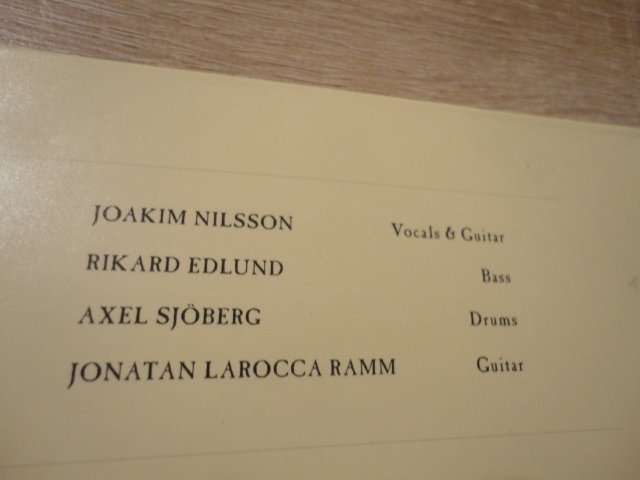 JOAKIM NILSSON Vocals & Guitar
RIKARD EDLUND Bass
AXEL SJÖBERG Drums
JONATAN LAROCCA RAMM Guitar